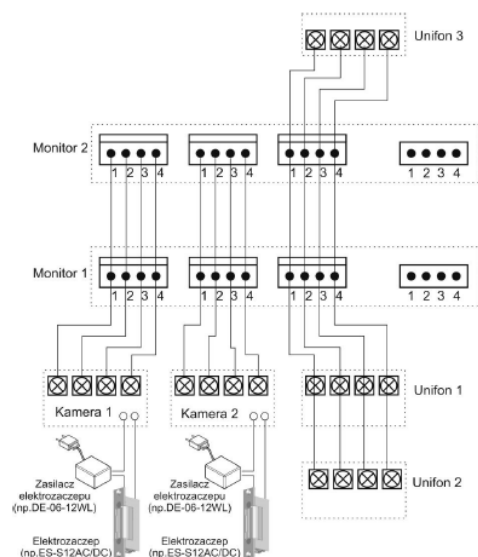 Unifon 3
Monitor 2
1 2 3 4
1 2 3 4
1 2 3 4
1 2 3 4
Monitor 1
1 2 3 4
1 2 3 4
1 2 3 4
1 2 3 4
Kamera 1
Kamera 2
Unifon 1
Unifon 2
Zasilacz
elektrozaczepu
(np.DE-06-12WL)
Zasilacz
elektrozaczepu
(np.DE-06-12WL)
Elektrozaczep
(np.ES-S12AC/DC)
Elektrozaczep
(np.ES-S12AC/DC)